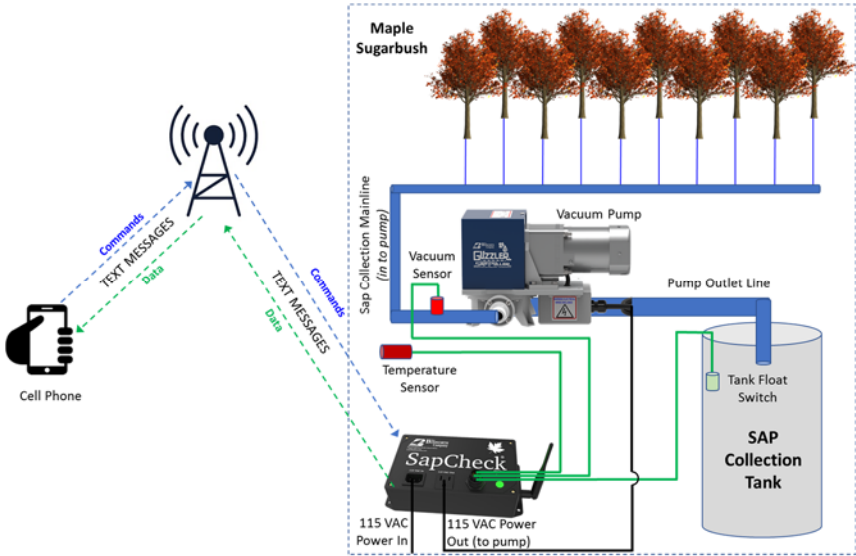 Maple
Sugarbush
Sap Collection Mainline
(in to pump)
Vacuum Pump
GUZZLER
Vacuum
Sensor
Pump Outlet Line
Commands
TEXT MESSAGES
Data
Commands
TEXT MESSAGES
Data
Cell Phone
Temperature
Sensor
Tank Float
Switch
SAP
Collection
Tank
SapCheck
115 VAC
Power In
115 VAC Power
Out (to pump)